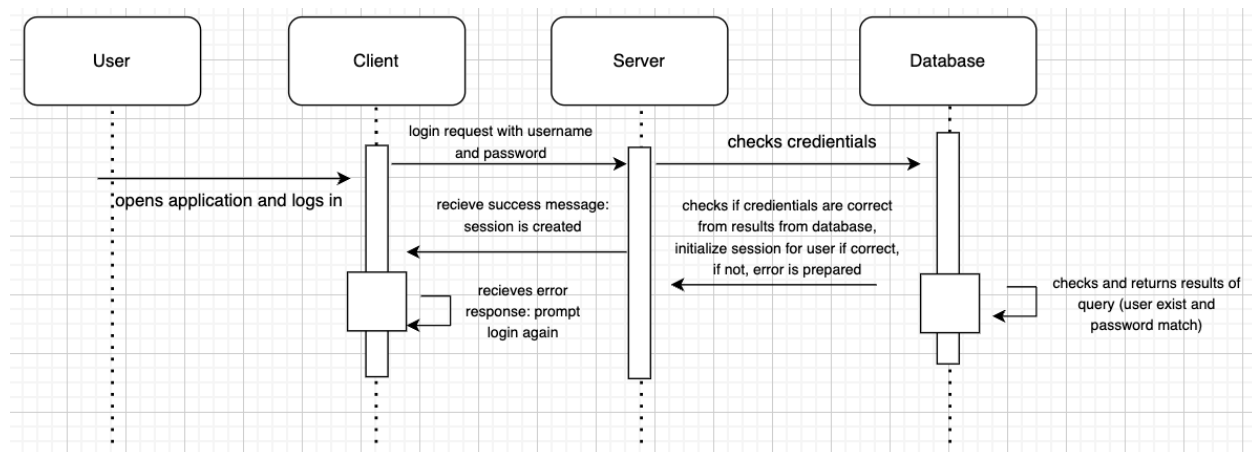 User
Client
Server
Database
login request with username
and password
checks credientials
opens application and logs in
recieve success message:
session is created
checks if credentials are correct
from results from database,
initialize session for user if correct,
if not, error is prepared
recieves error
response: prompt
login again
checks and returns results of
query (user exist and
password match)